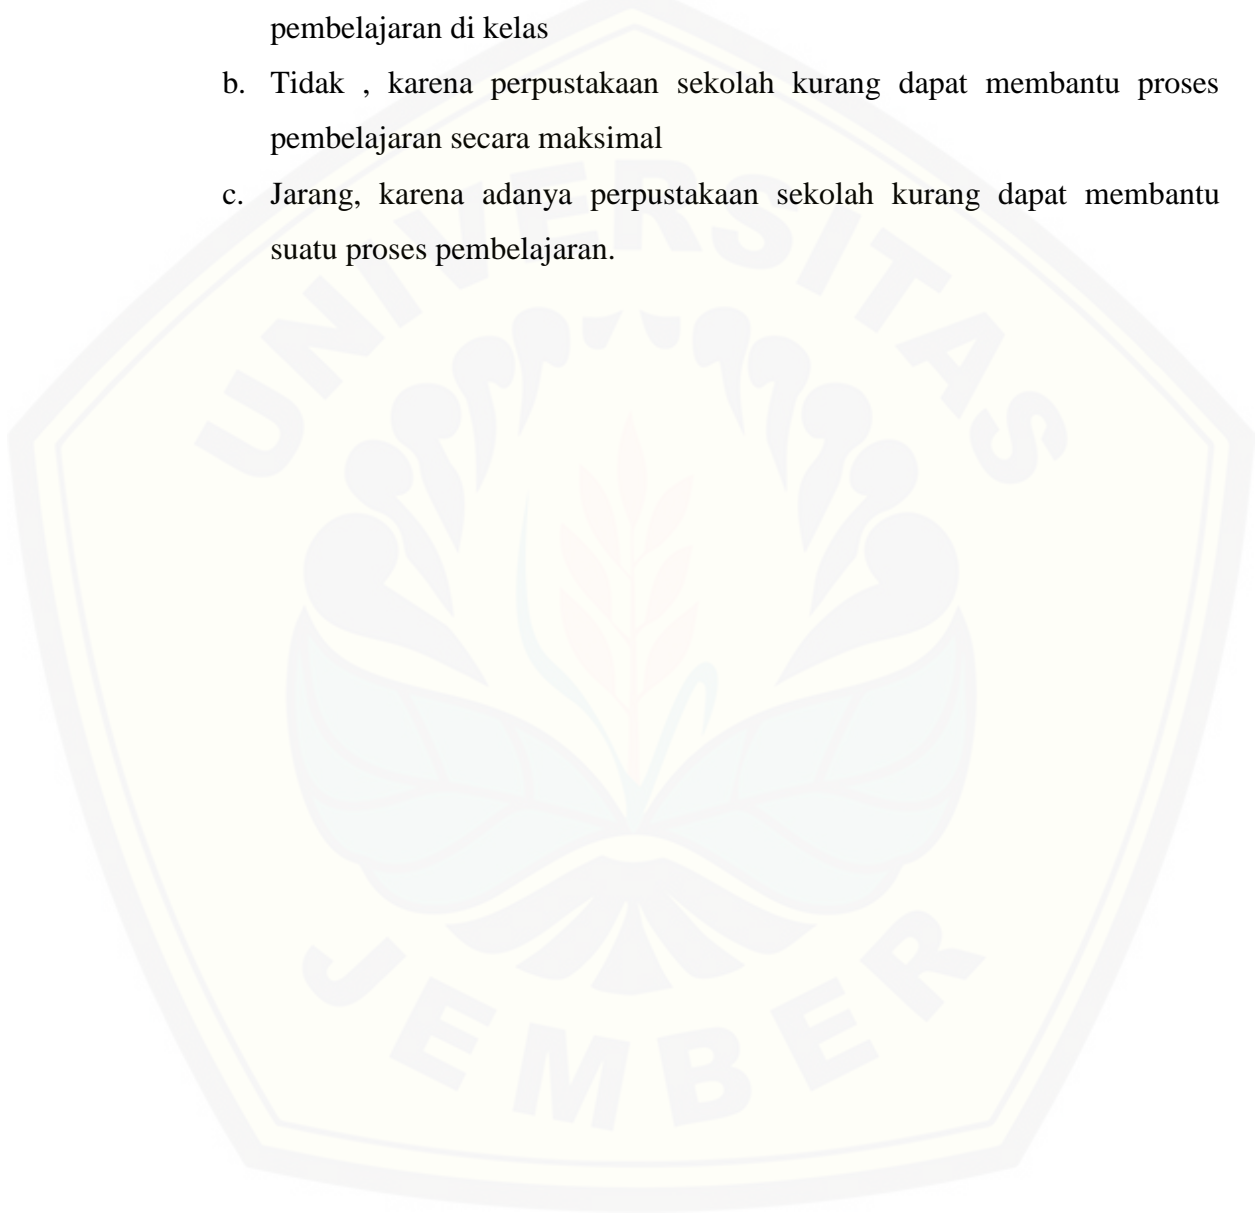 pembelajaran di kelas
b. Tidak , karena perpustakaan sekolah kurang dapat membantu proses
pembelajaran secara maksimal
c. Jarang, karena adanya perpustakaan sekolah kurang dapat membantu
suatu proses pembelajaran.
UNIVERSITAS
JEMBER